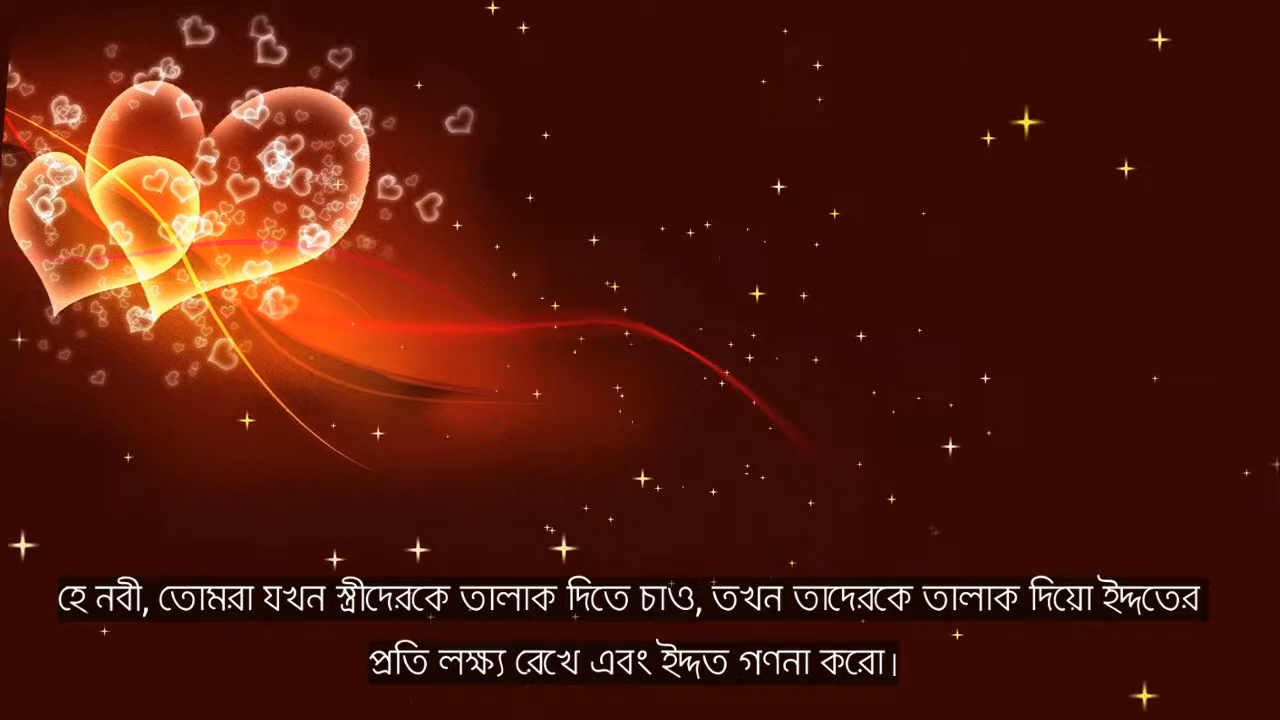 হে নবী, তোমরা যখন স্ত্রীদেরকে তালাক দিতে চাও, তখন তাদেরকে তালাক দিয়ো ইদ্দতের
প্রতি লক্ষ্য রেখে এবং ইদ্দত গণনা করো।